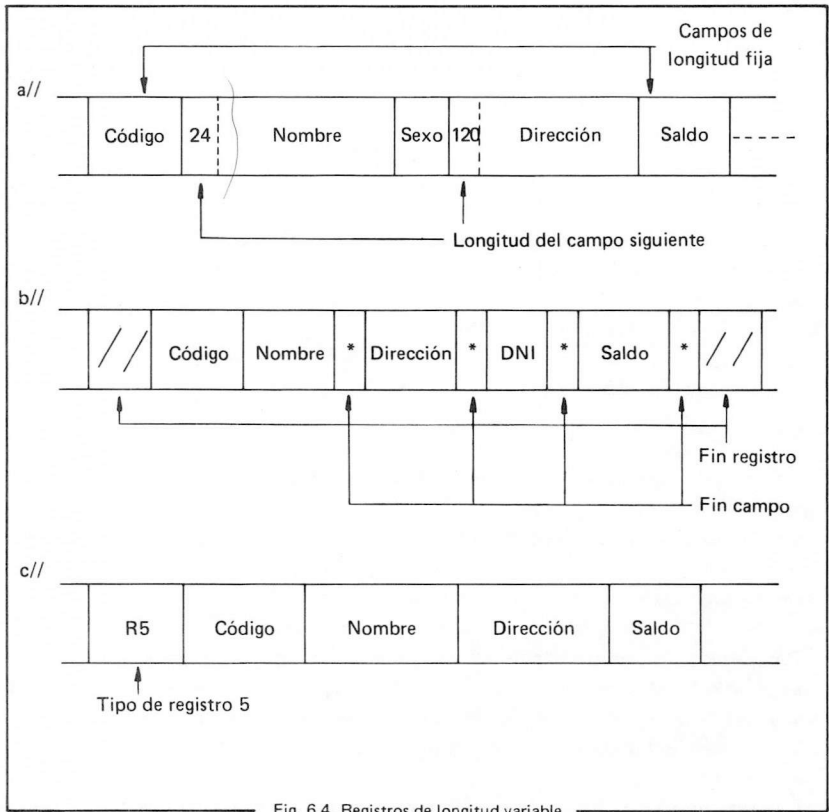 Campos de
longitud fija
a//
Código 24 Nombre Sexo 120 Dirección Saldo
Longitud del campo siguiente
b//
// Código Nombre * Dirección * DNI * Saldo * //
Fin registro
Fin campo
c//
R5 Código Nombre Dirección Saldo
Tipo de registro 5
Fig. 6.4. Registros de longitud variable